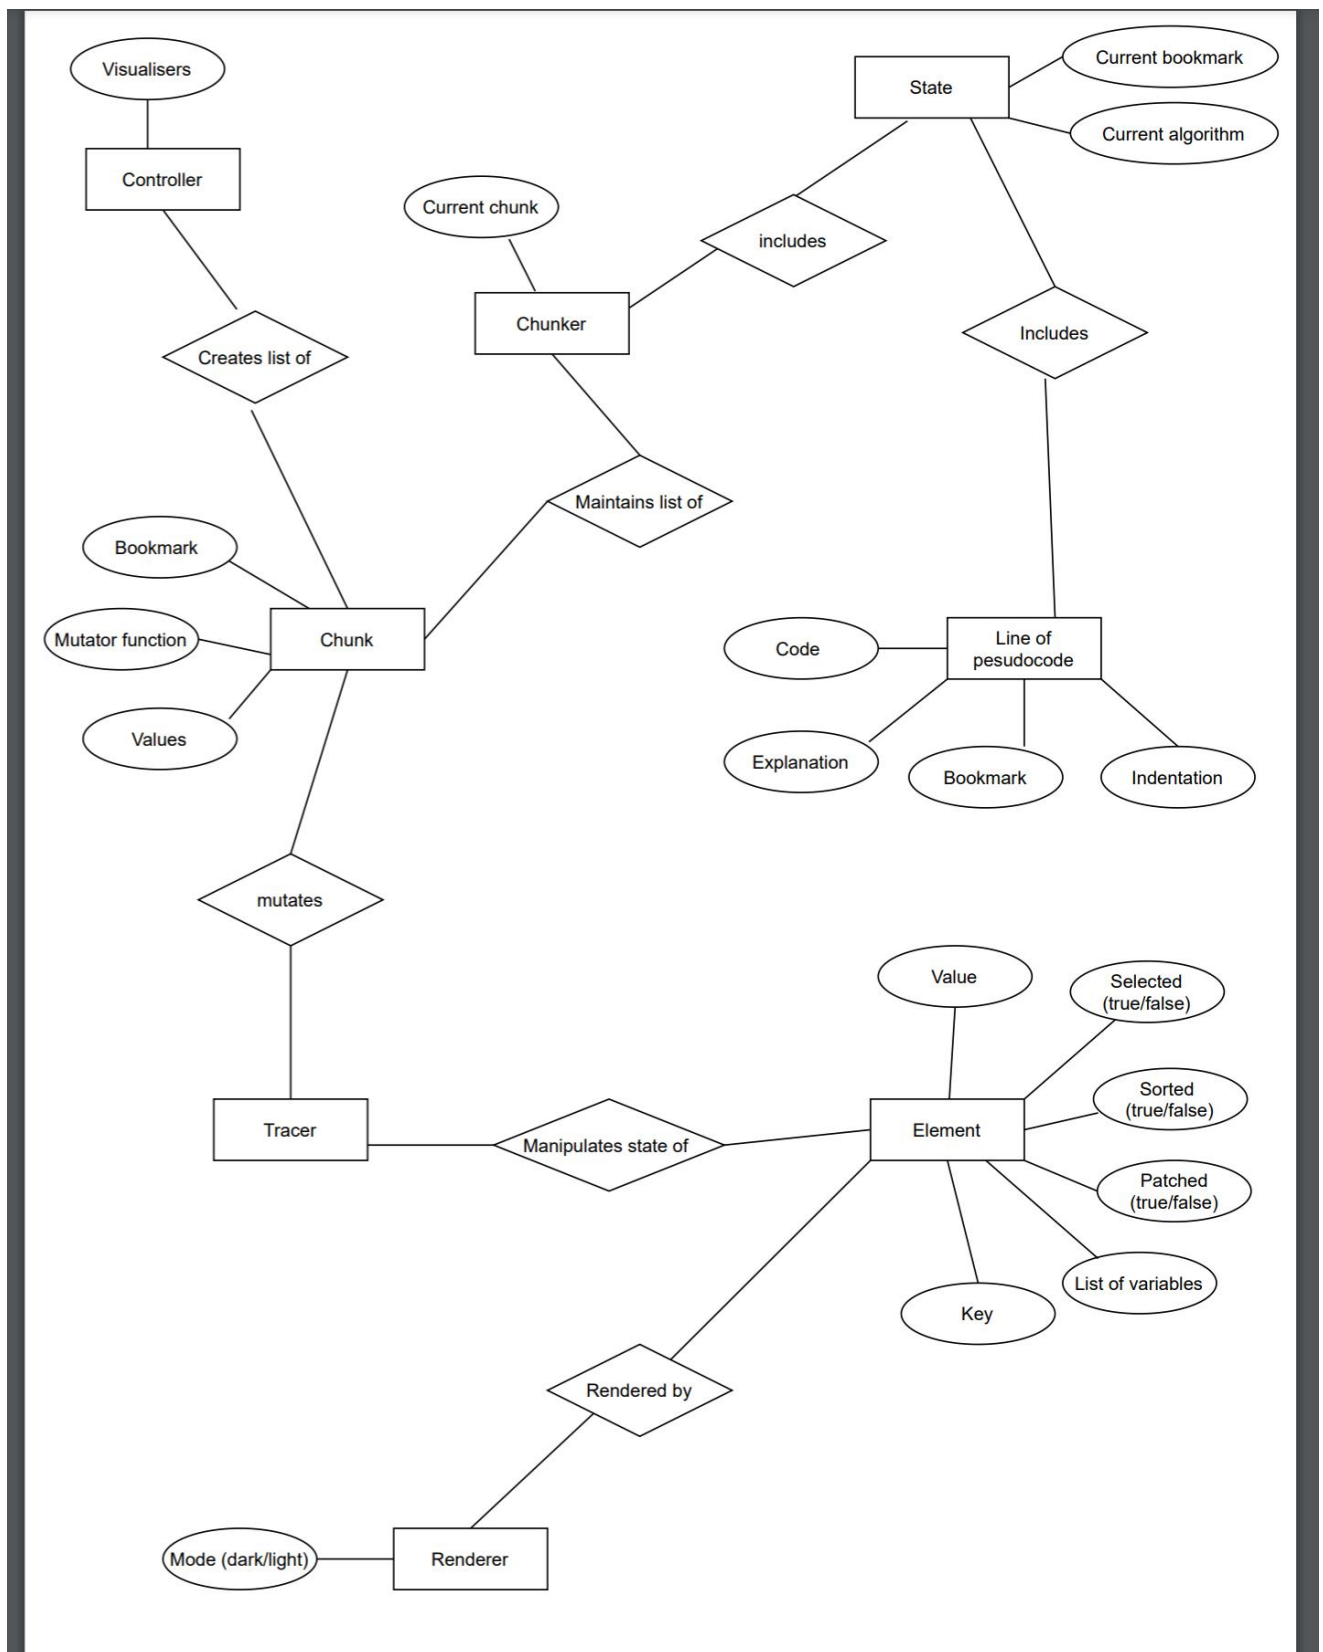 Visualisers
Current bookmark
State
Current algorithm
Controller
Current chunk
includes
Chunker
Includes
Creates list of
Maintains list of
Bookmark
Mutator function
Chunk
Values
Line of
pesudocode
Code
Explanation
Bookmark
Indentation
mutates
Value
Selected
(true/false)
Sorted
(true/false)
Tracer
Manipulates state of
Element
Patched
(true/false)
List of variables
Key
Rendered by
Mode (dark/light)
Renderer